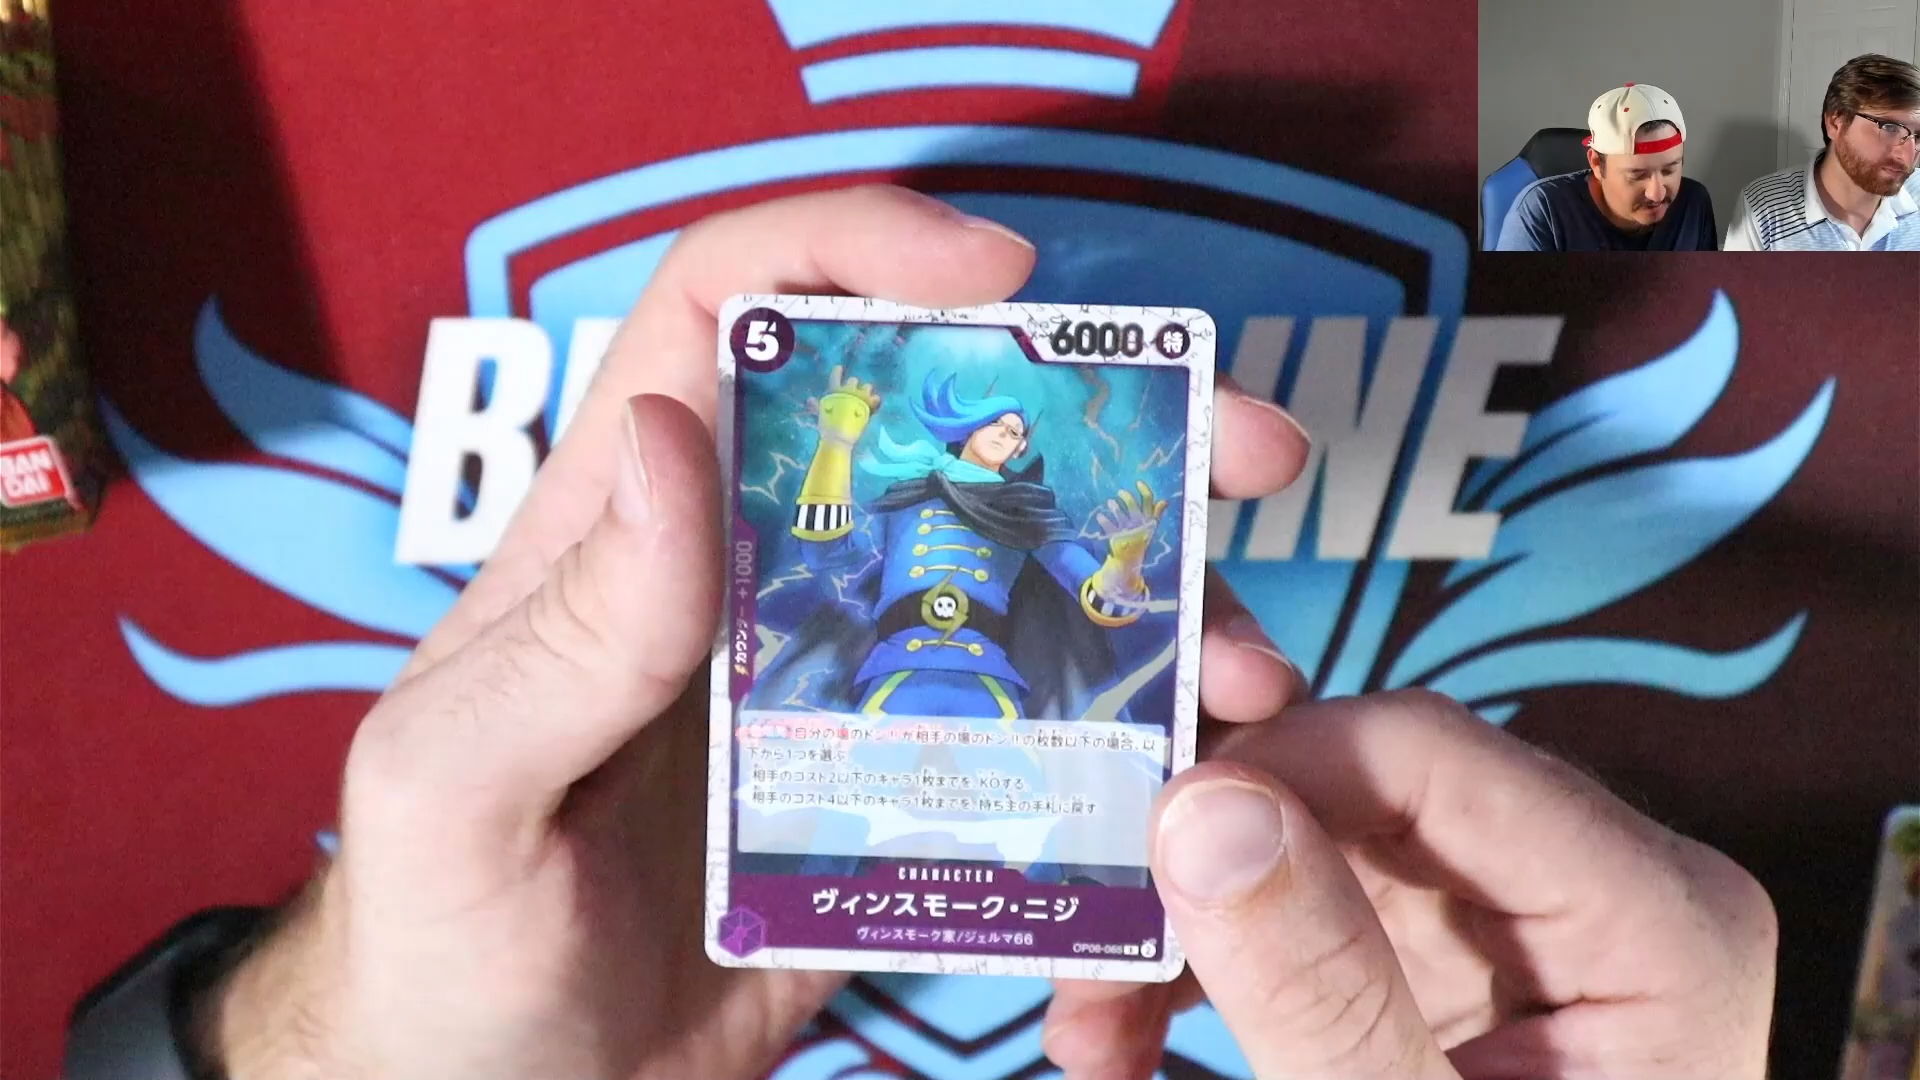 BAN
DAI
5
6000 特
カウンター +1000
自分の場のドン!!が相手の場のドン!!の枚数以下の場合、以
下から1つを選ぶ
相手のコスト2以下のキャラ1枚までを、KOする
相手のコスト4以下のキャラ1枚までを、持ち主の手札に戻す
CHARACTER
ヴィンスモーク・ニジ
ヴィンスモーク家/ジェルマ66
INE